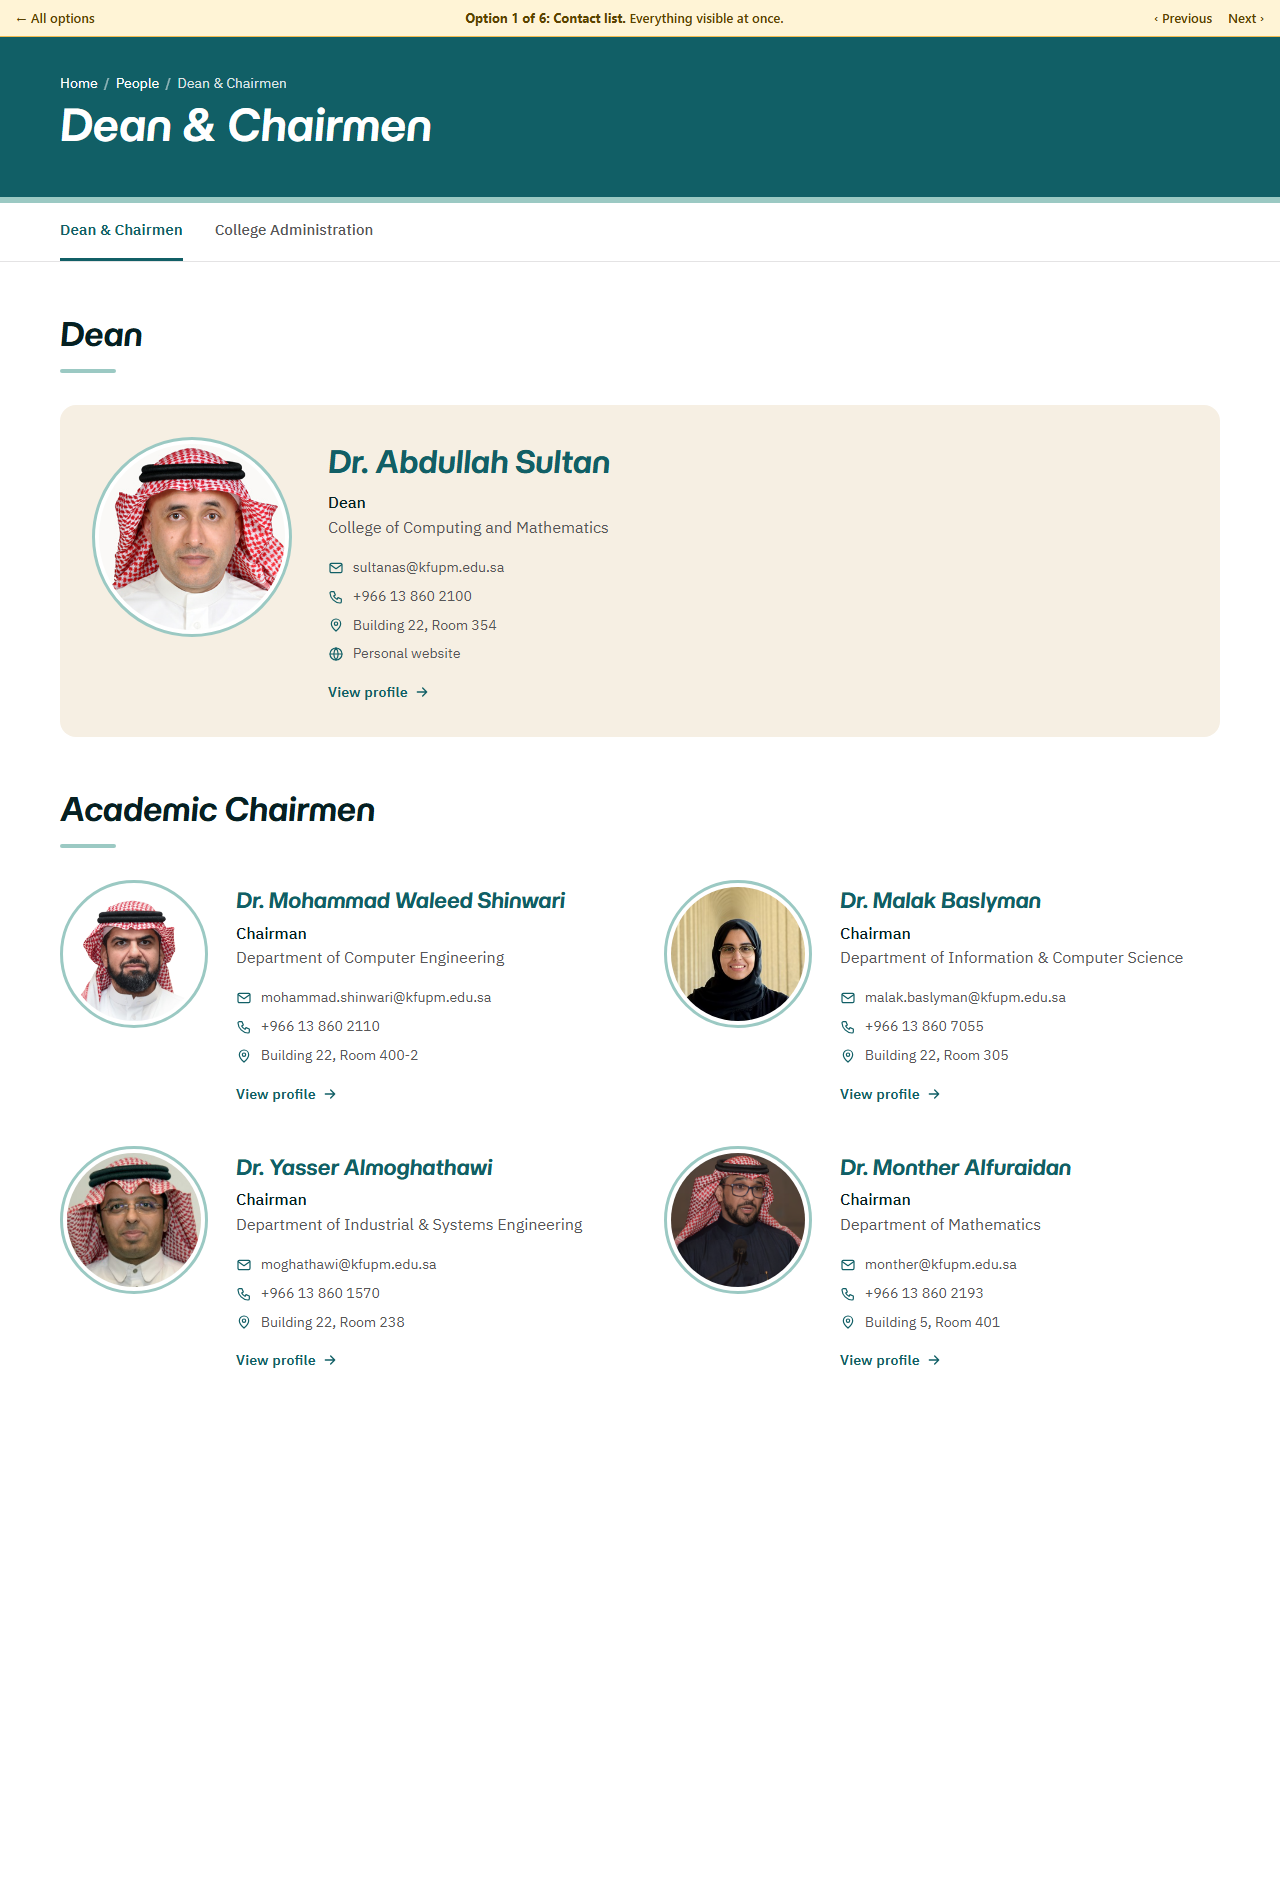 ← All options
Option 1 of 6: Contact list. Everything visible at once.
‹ Previous Next ›
Home / People / Dean & Chairmen
Dean & Chairmen
Dean & Chairmen
College Administration
Dean
Dr. Abdullah Sultan
Dean
College of Computing and Mathematics
sultanas@kfupm.edu.sa
+966 13 860 2100
Building 22, Room 354
Personal website
View profile →
Academic Chairmen
Dr. Mohammad Waleed Shinwari
Chairman
Department of Computer Engineering
mohammad.shinwari@kfupm.edu.sa
+966 13 860 2110
Building 22, Room 400-2
View profile →
Dr. Malak Baslyman
Chairman
Department of Information & Computer Science
malak.baslyman@kfupm.edu.sa
+966 13 860 7055
Building 22, Room 305
View profile →
Dr. Yasser Almoghathawi
Chairman
Department of Industrial & Systems Engineering
moghathawi@kfupm.edu.sa
+966 13 860 1570
Building 22, Room 238
View profile →
Dr. Monther Alfuraidan
Chairman
Department of Mathematics
monther@kfupm.edu.sa
+966 13 860 2193
Building 5, Room 401
View profile →